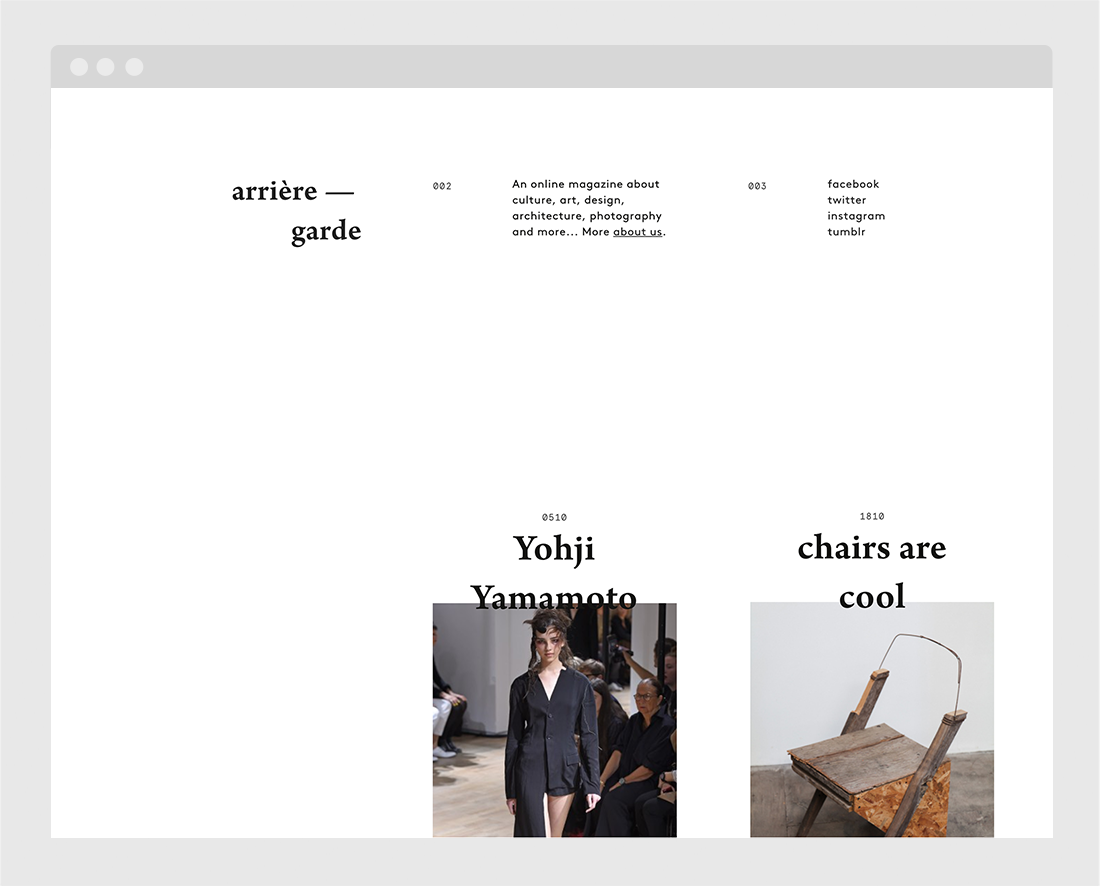 arrière —
garde
002
An online magazine about
culture, art, design,
architecture, photography
and more... More about us.
003
facebook
twitter
instagram
tumblr
0510
Yohji
Yamamoto
1810
chairs are
cool